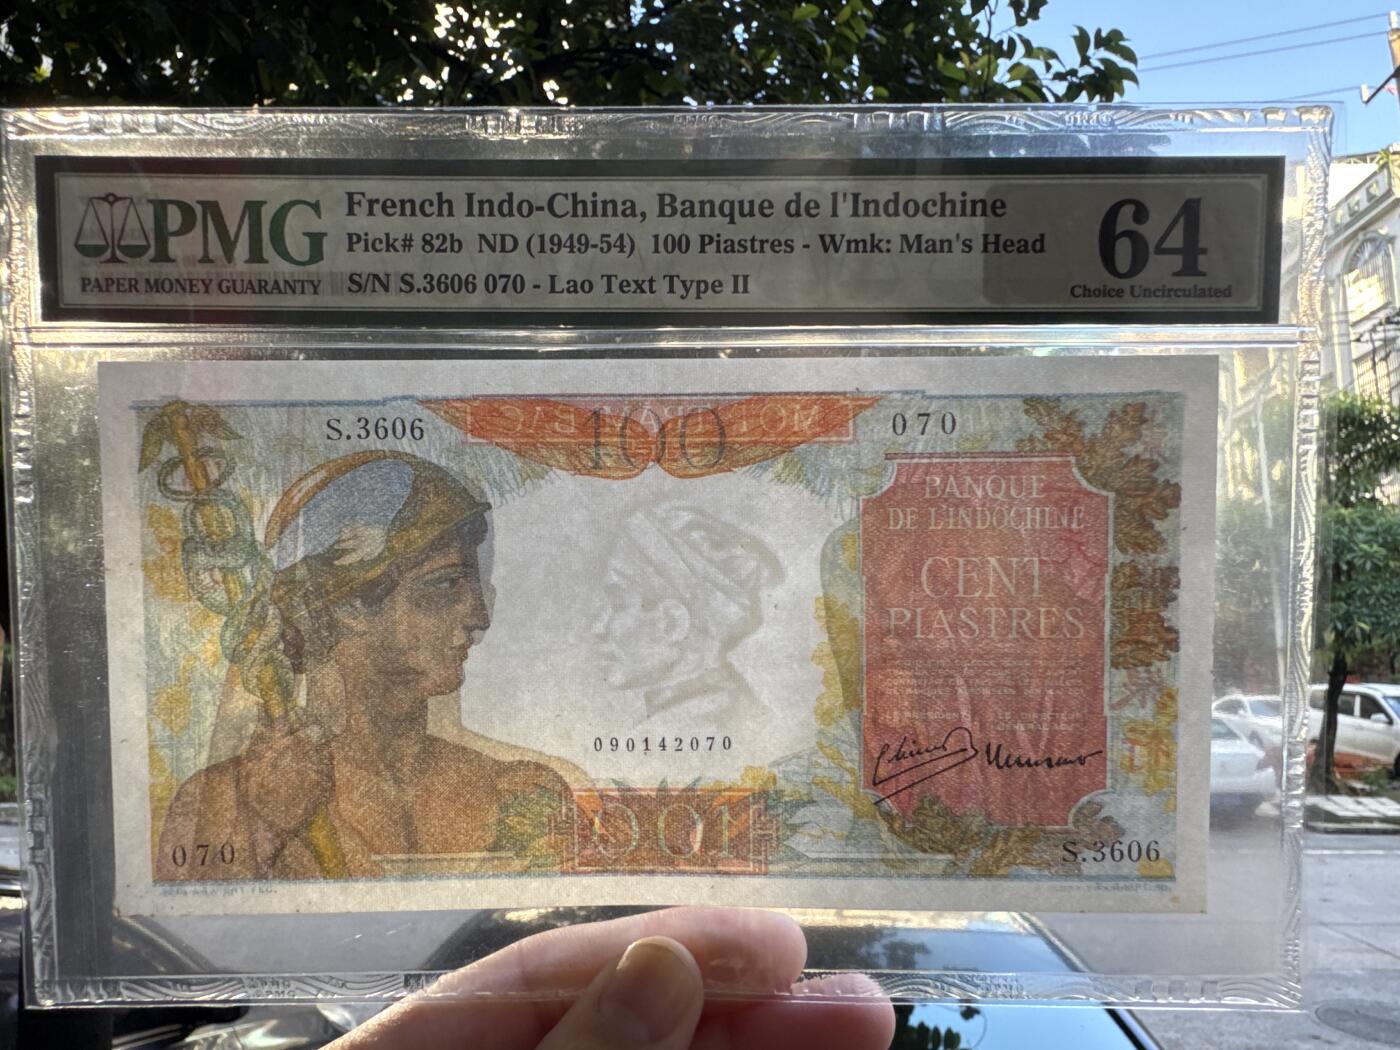 PMG
PAPER MONEY GUARANTY
French Indo-China, Banque de l'Indochine
Pick# 82b ND (1949-54) 100 Piastres - Wmk: Man's Head
S/N S.3606 070 - Lao Text Type II
64
Choice Uncirculated
S.3606
100
070
BANQUE
DE L'INDOCHINE
CENT
PIASTRES
090142070
070
S.3606